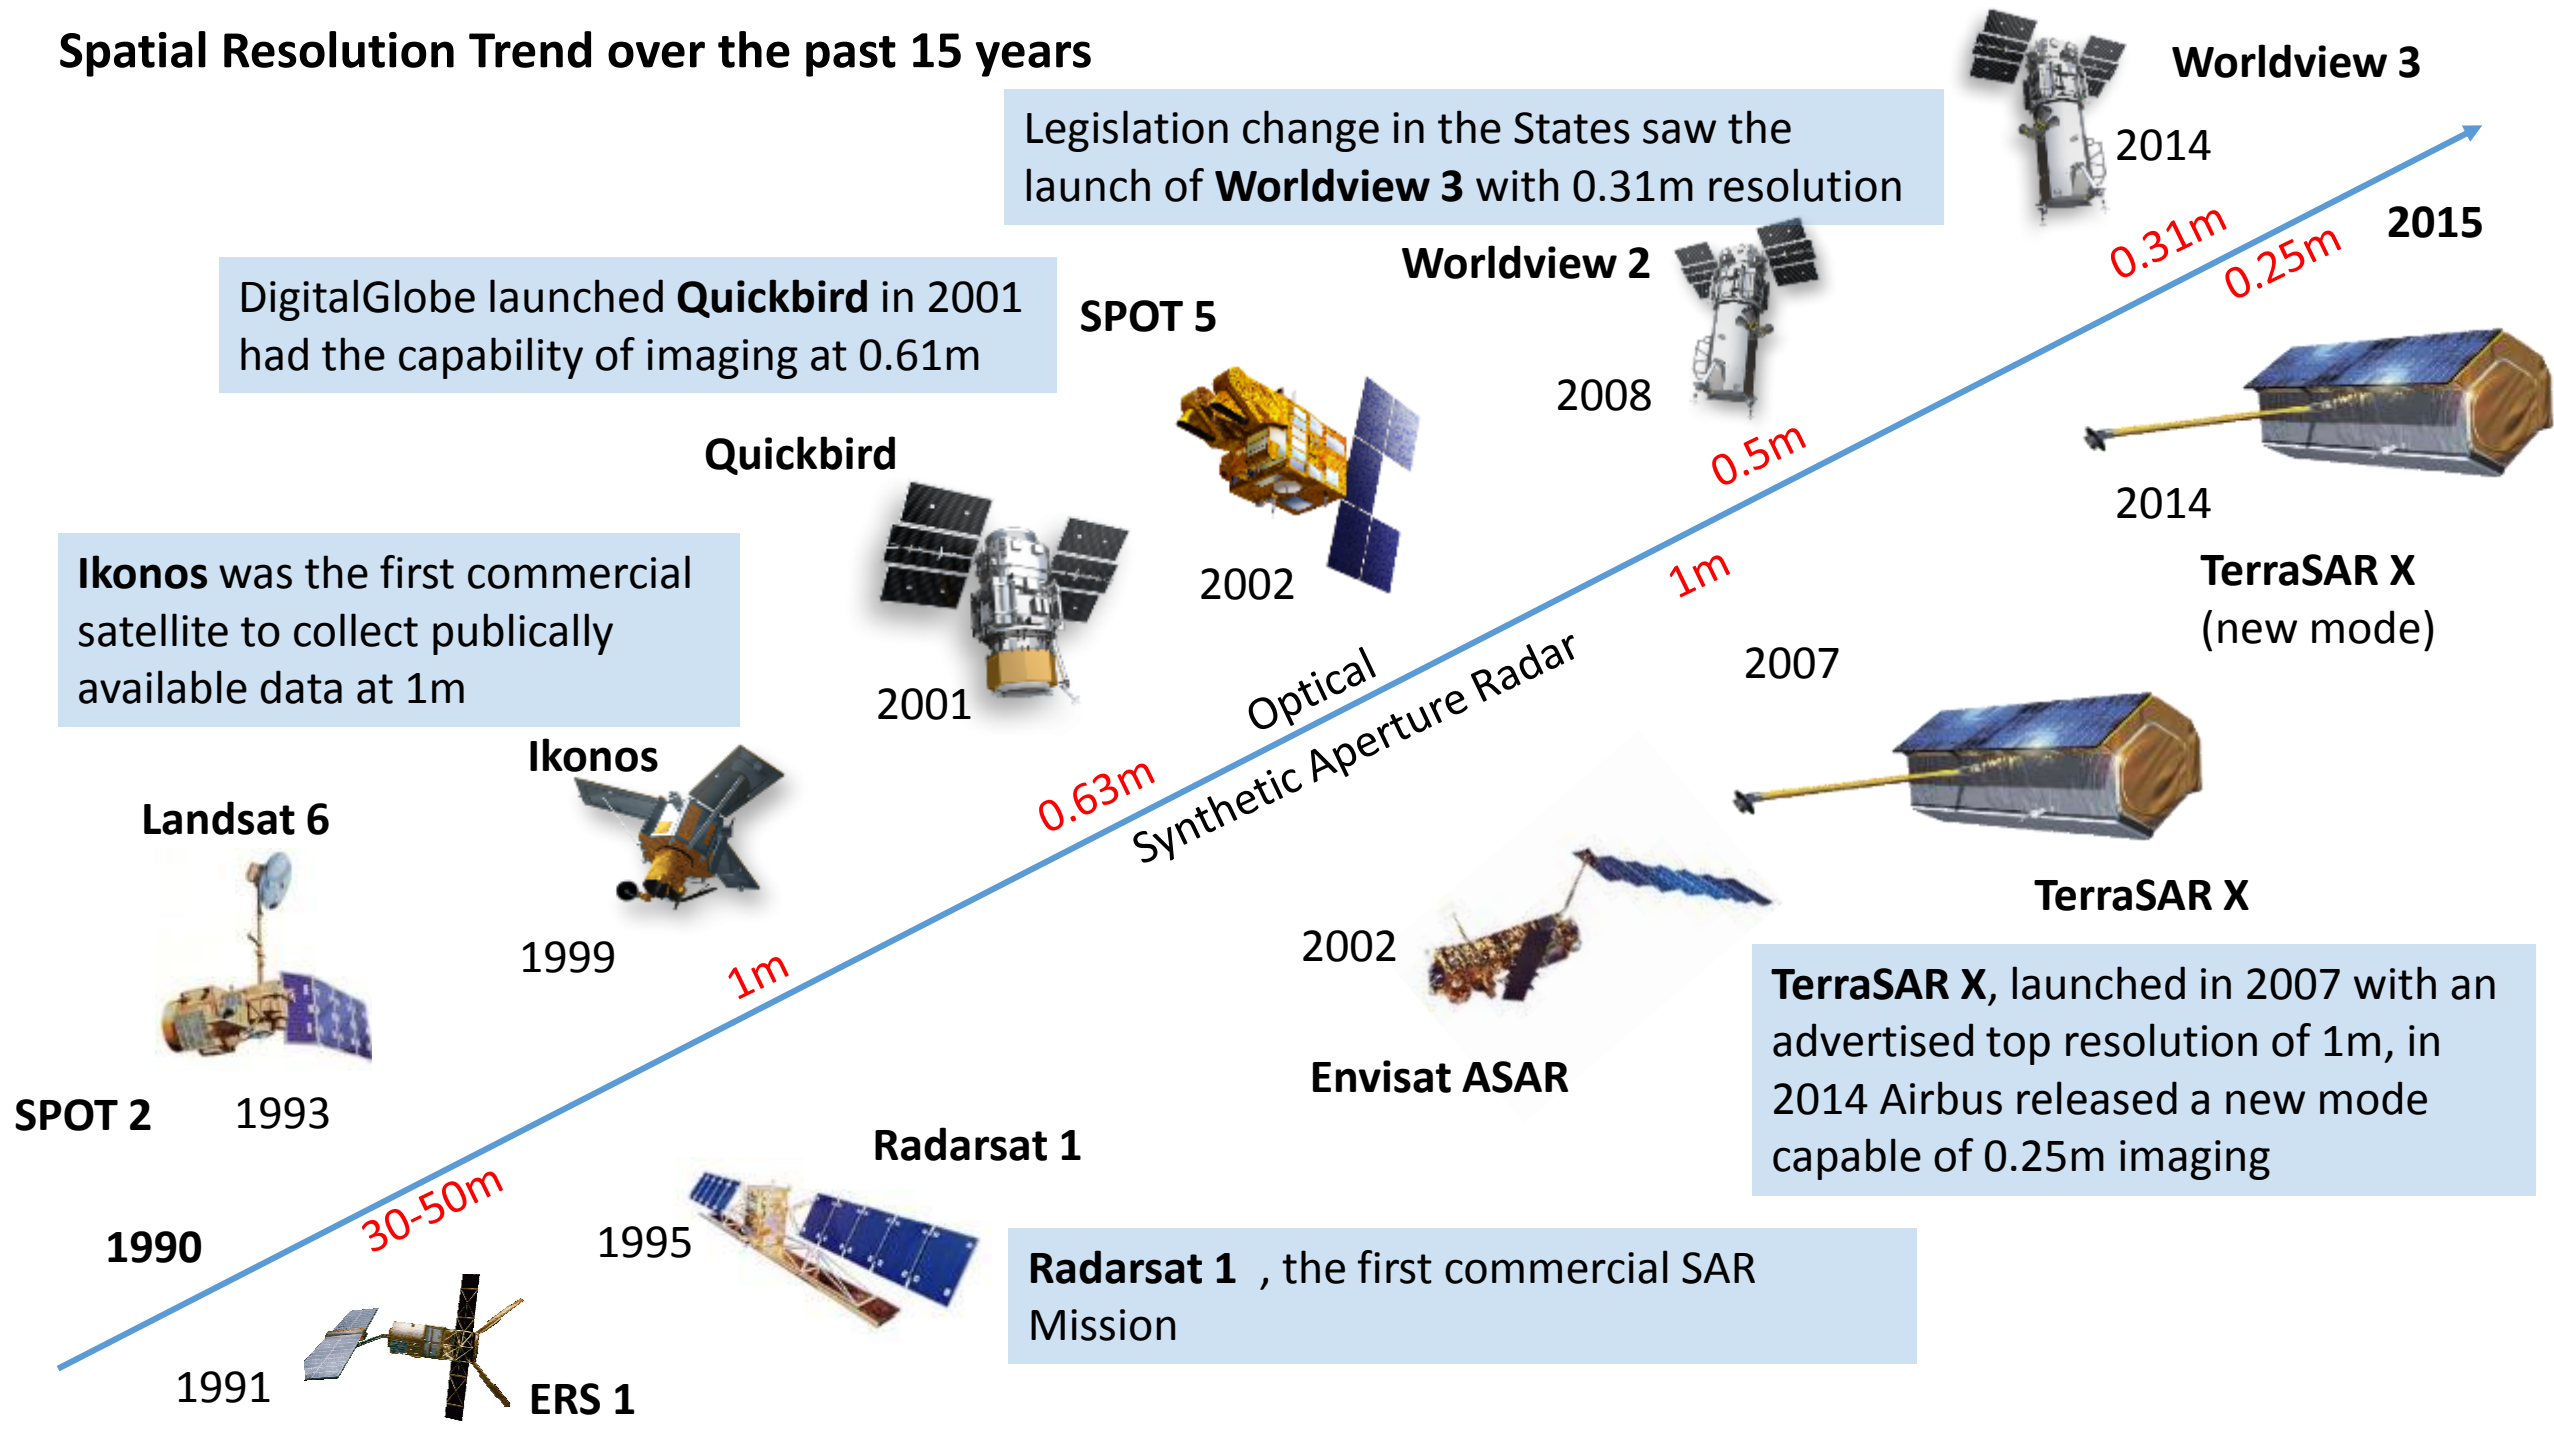 Spatial Resolution Trend over the past 15 years
Worldview 3
2014
Legislation change in the States saw the
launch of Worldview 3 with 0.31m resolution
2015
0.31m
0.25m
Worldview 2
2008
DigitalGlobe launched Quickbird in 2001
had the capability of imaging at 0.61m
SPOT 5
2002
0.5m
1m
2014
TerraSAR X
(new mode)
Quickbird
2001
Ikonos was the first commercial
satellite to collect publically
available data at 1m
Optical
Synthetic Aperture Radar
2007
TerraSAR X
0.63m
Ikonos
1999
Landsat 6
1993
1m
2002
Envisat ASAR
TerraSAR X, launched in 2007 with an
advertised top resolution of 1m, in
2014 Airbus released a new mode
capable of 0.25m imaging
SPOT 2
1990
30-50m
Radarsat 1
1995
Radarsat 1 , the first commercial SAR
Mission
1991
ERS 1